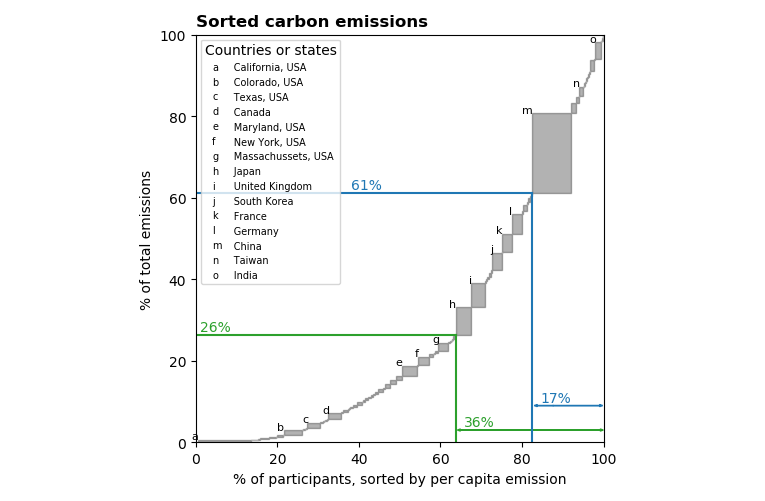 Sorted carbon emissions
100
80
60
40
20
0
% of total emissions
Countries or states
a California, USA
b Colorado, USA
c Texas, USA
d Canada
e Maryland, USA
f New York, USA
g Massachussets, USA
h Japan
i United Kingdom
j South Korea
k France
l Germany
m China
n Taiwan
o India
o
n
m
61%
l
k
j
i
h
26%
g
f
e
d
c
b
a
17%
36%
0 20 40 60 80 100
% of participants, sorted by per capita emission